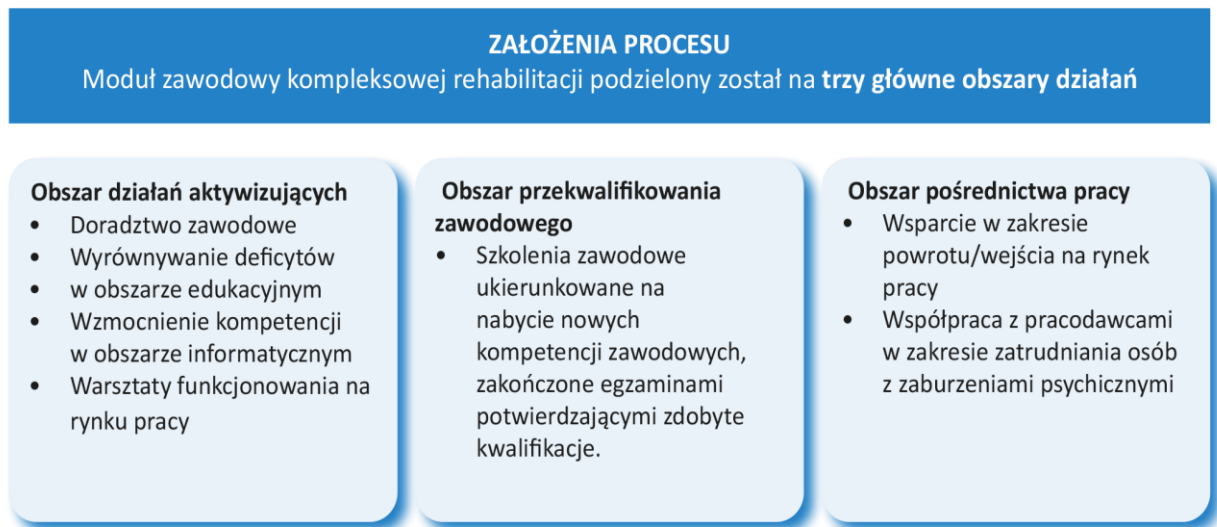 ZAŁOŻENIA PROCESU
Moduł zawodowy kompleksowej rehabilitacji podzielony został na trzy główne obszary działań
Obszar działań aktywizujących
• Doradztwo zawodowe
• Wyrównywanie deficytów
• w obszarze edukacyjnym
• Wzmocnienie kompetencji
w obszarze informatycznym
• Warsztaty funkcjonowania na
rynku pracy
Obszar przekwalifikowania
zawodowego
• Szkolenia zawodowe
ukierunkowane na
nabycie nowych
kompetencji zawodowych,
zakończone egzaminami
potwierdzającymi zdobyte
kwalifikacje.
Obszar pośrednictwa pracy
• Wsparcie w zakresie
powrotu/wejścia na rynek
pracy
• Współpraca z pracodawcami
w zakresie zatrudniania osób
z zaburzeniami psychicznymi